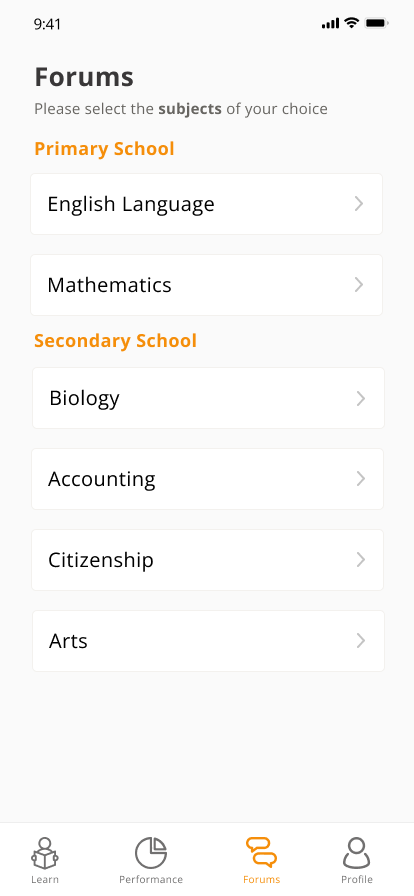 9:41
Forums
Please select the subjects of your choice
Primary School
English Language
Mathematics
Secondary School
Biology
Accounting
Citizenship
Arts
Learn
Performance
Forums
Profile